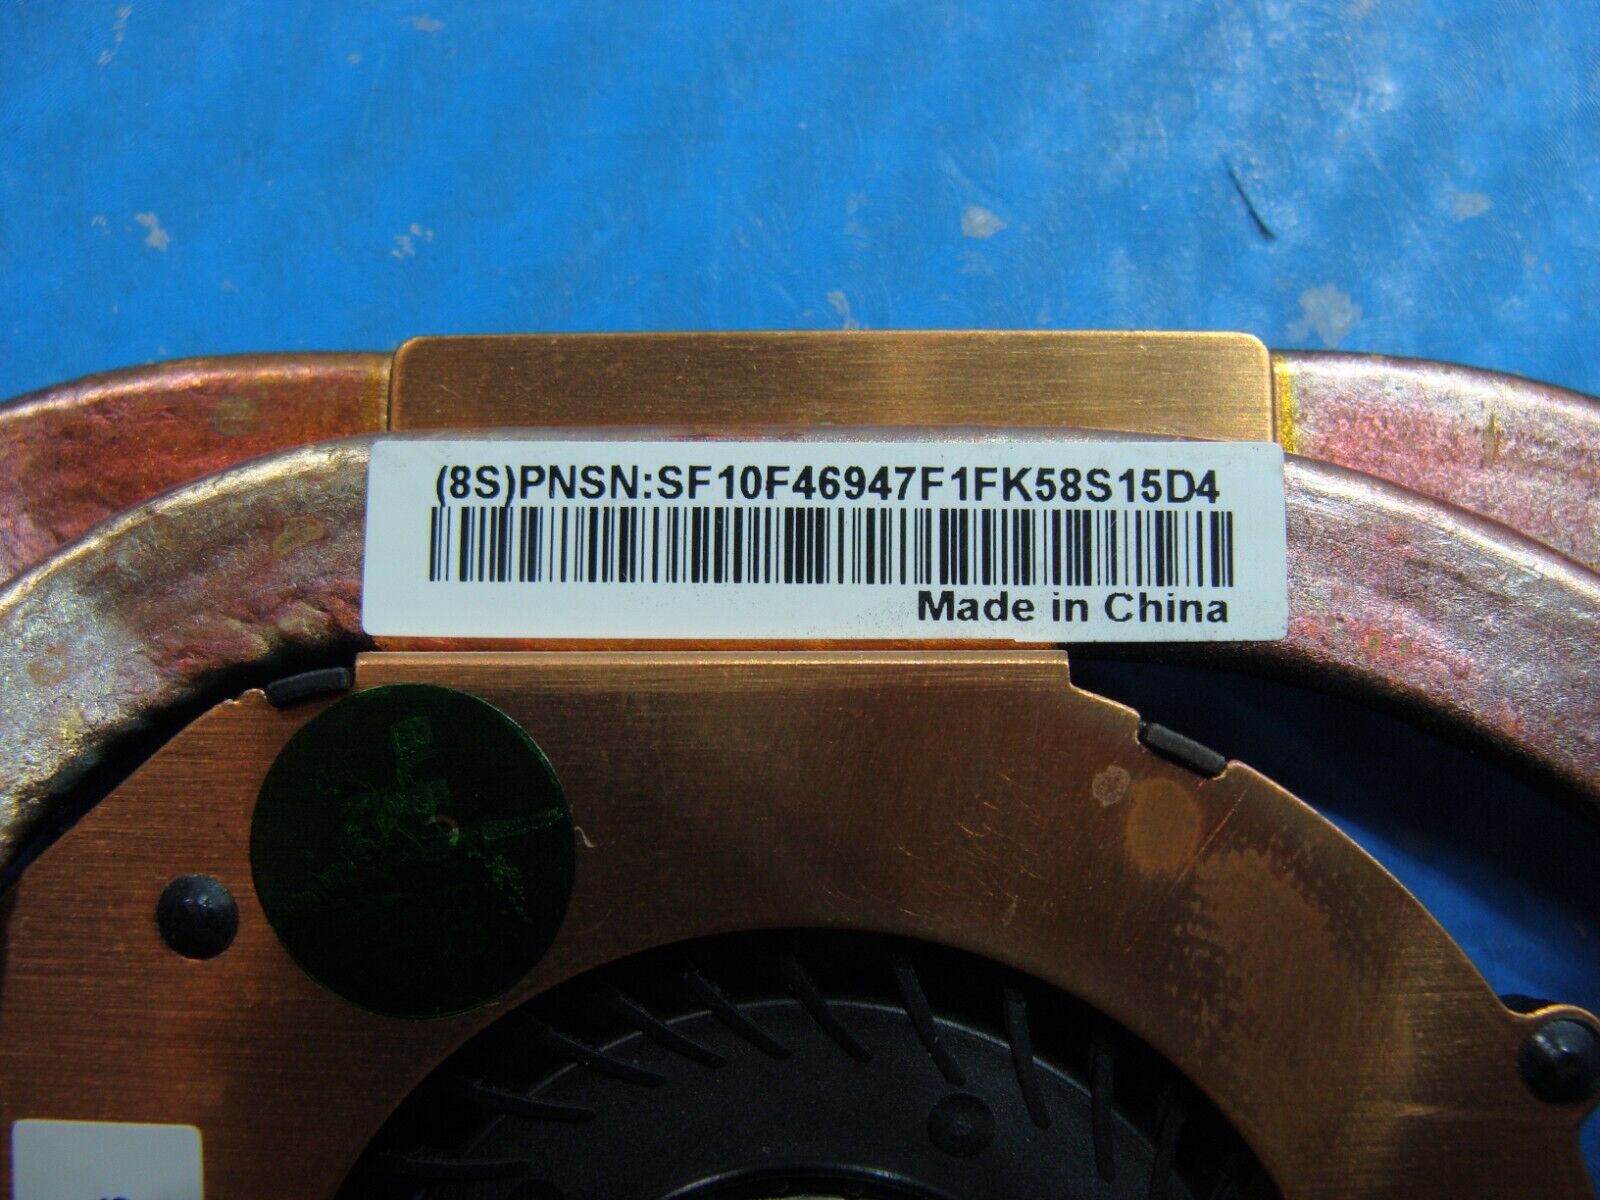 (8S)PNSN:SF10F46947F1FK58S15D4
Made in China